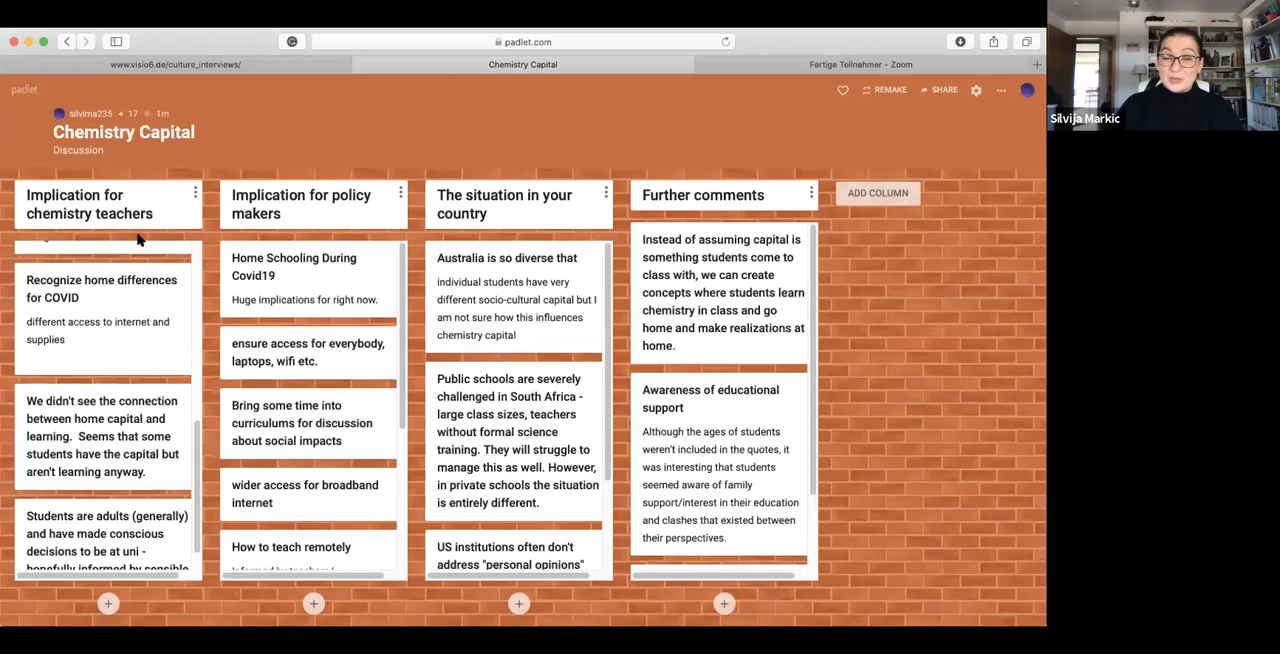 padlet.com
www.visio6.de/culture_interviews/
Chemistry Capital
Fertige Teilnehmer - Zoom
+
padlet
REMAKE
SHARE
silvima235 + 17 1m
Chemistry Capital
Discussion
Implication for
chemistry teachers
Recognize home differences
for COVID
different access to internet and
supplies
We didn't see the connection
between home capital and
learning. Seems that some
students have the capital but
aren't learning anyway.
Students are adults (generally)
and have made conscious
decisions to be at uni -
hopefully informed by sensible
+
Implication for policy
makers
Home Schooling During
Covid19
Huge implications for right now.
ensure access for everybody,
laptops, wifi etc.
Bring some time into
curriculums for discussion
about social impacts
wider access for broadband
internet
How to teach remotely
Informed by teachers/
+
The situation in your
country
Australia is so diverse that
individual students have very
different socio-cultural capital but I
am not sure how this influences
chemistry capital
Public schools are severely
challenged in South Africa -
large class sizes, teachers
without formal science
training. They will struggle to
manage this as well. However,
in private schools the situation
is entirely different.
US institutions often don't
address "personal opinions"
+
Further comments
Instead of assuming capital is
something students come to
class with, we can create
concepts where students learn
chemistry in class and go
home and make realizations at
home.
Awareness of educational
support
Although the ages of students
weren't included in the quotes, it
was interesting that students
seemed aware of family
support/interest in their education
and clashes that existed between
their perspectives.
+
ADD COLUMN
Silvija Markic